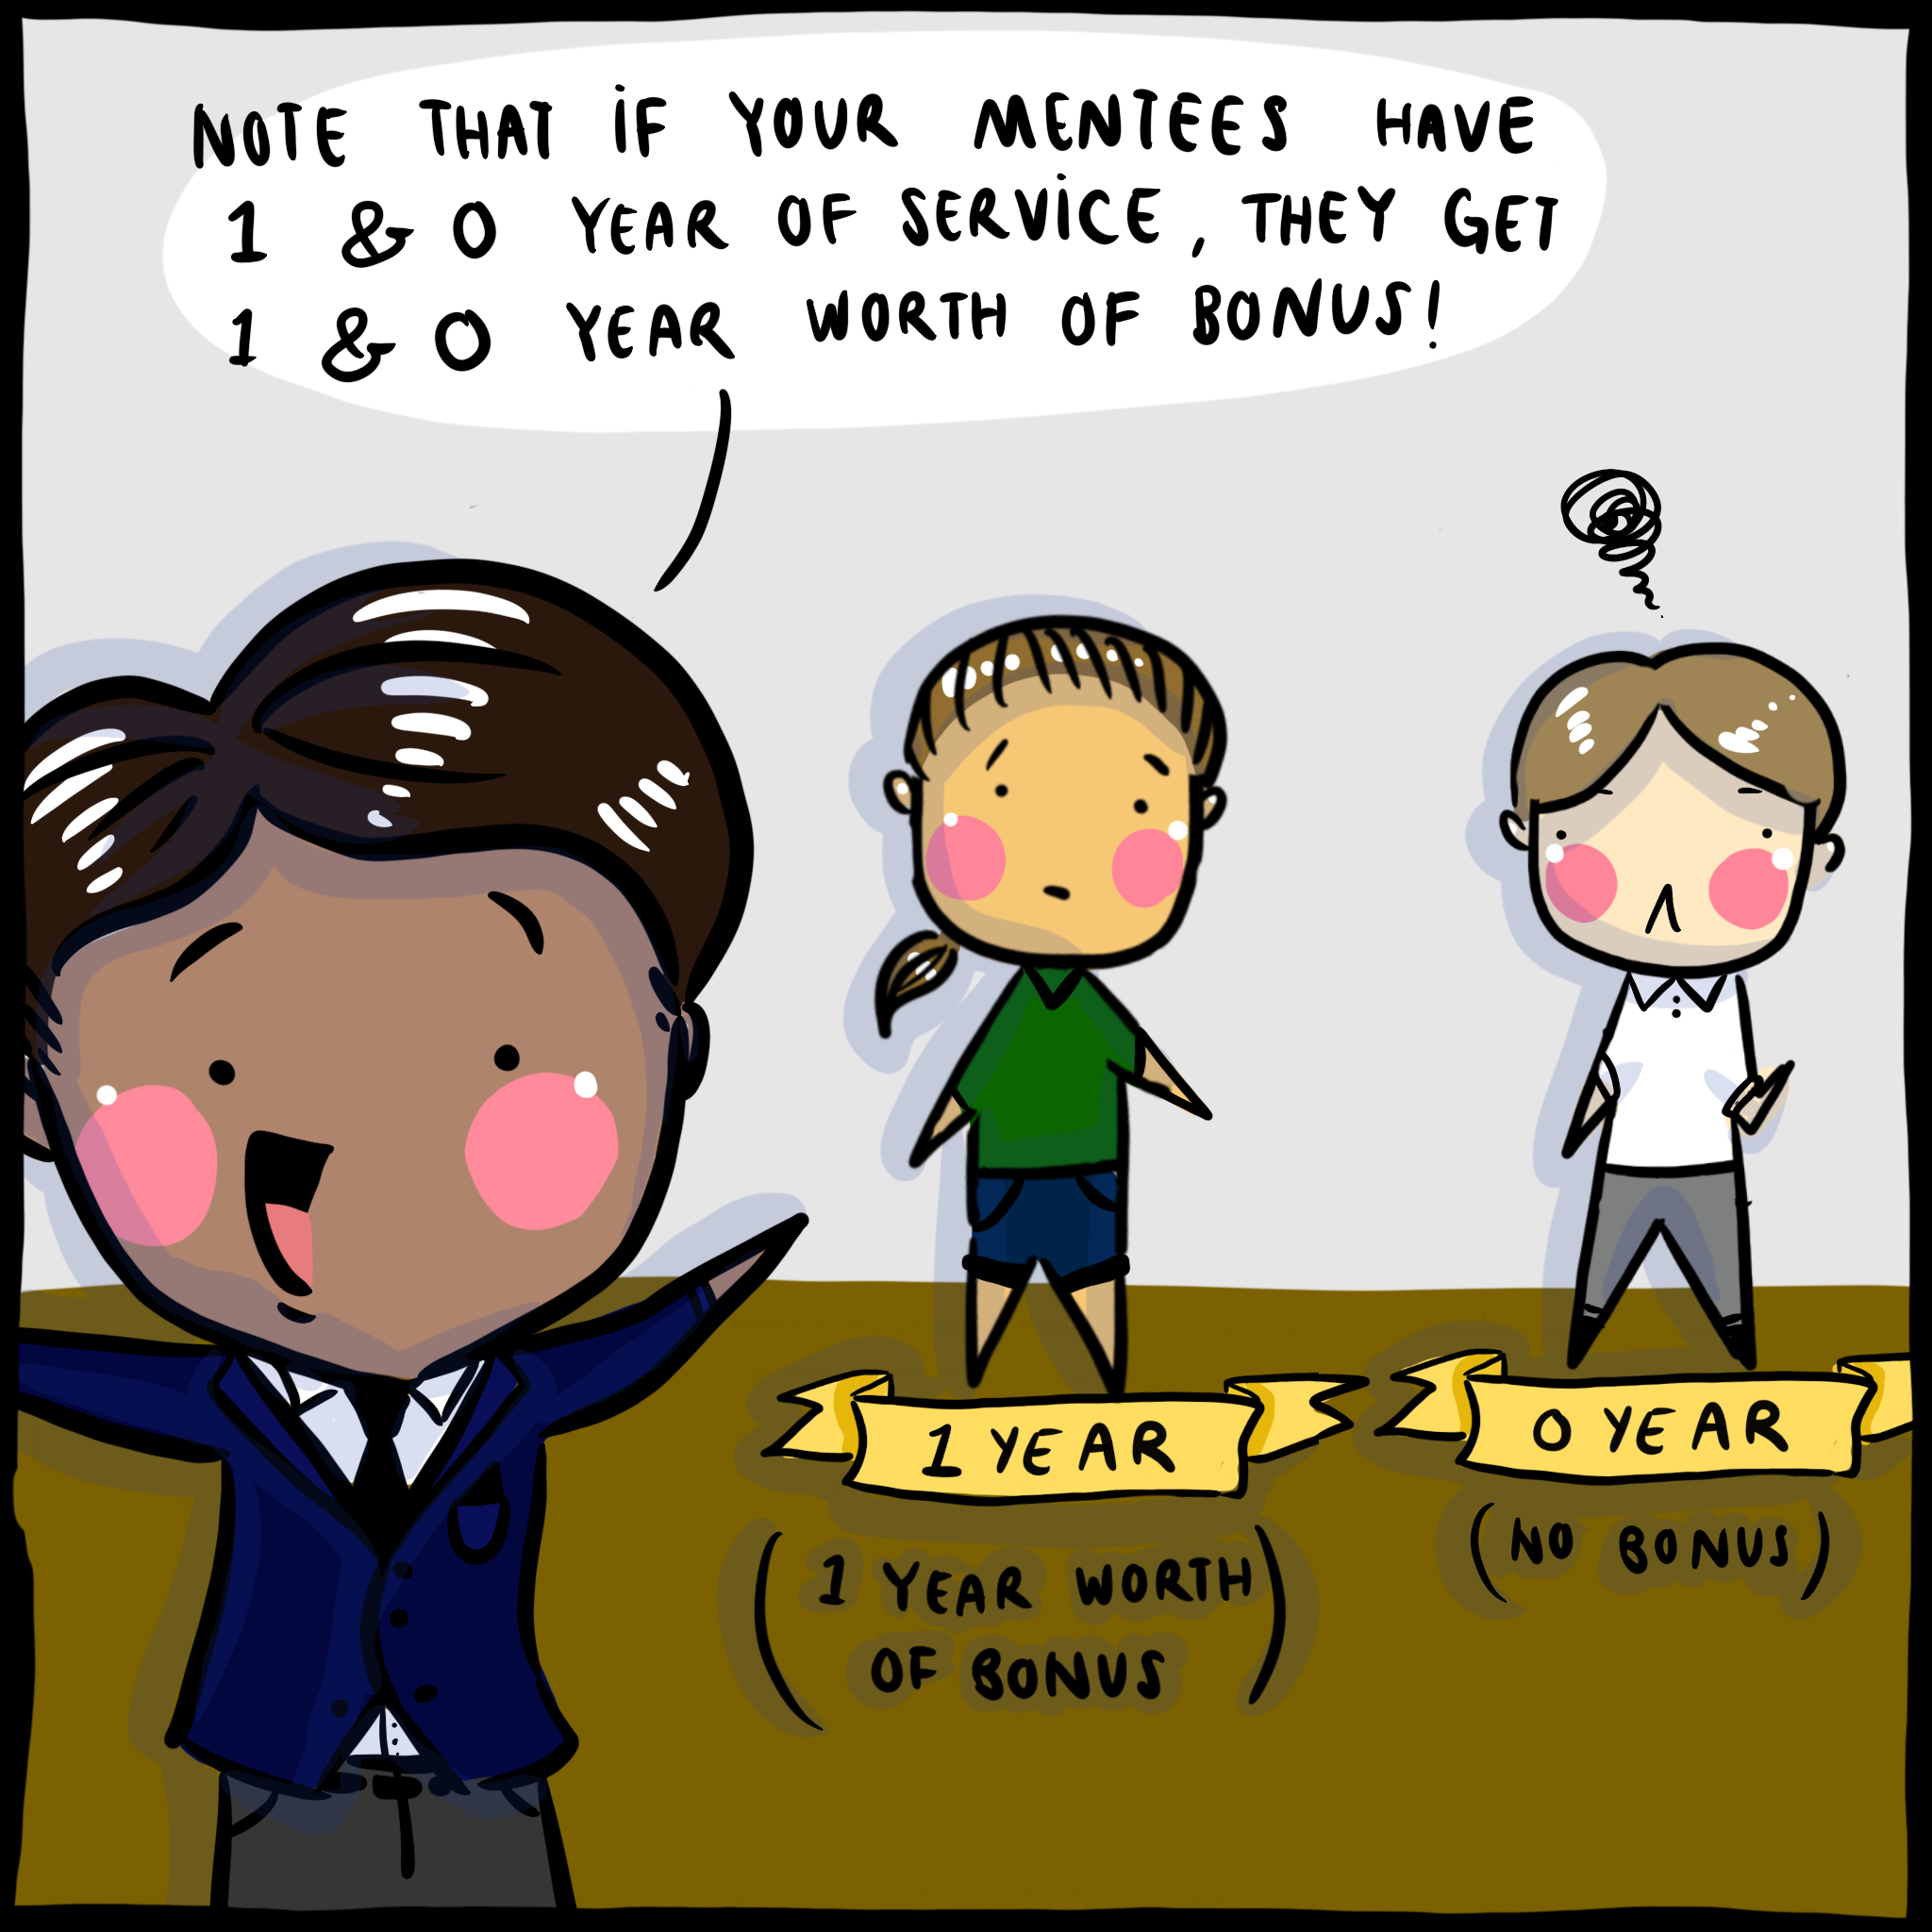 NOTE THAT IF YOUR MENTEES HAVE
1 & 0 YEAR OF SERVICE, THEY GET
1 & 0 YEAR WORTH OF BONUS!
1 YEAR
(1 YEAR WORTH
OF BONUS)
0 YEAR
(NO BONUS)